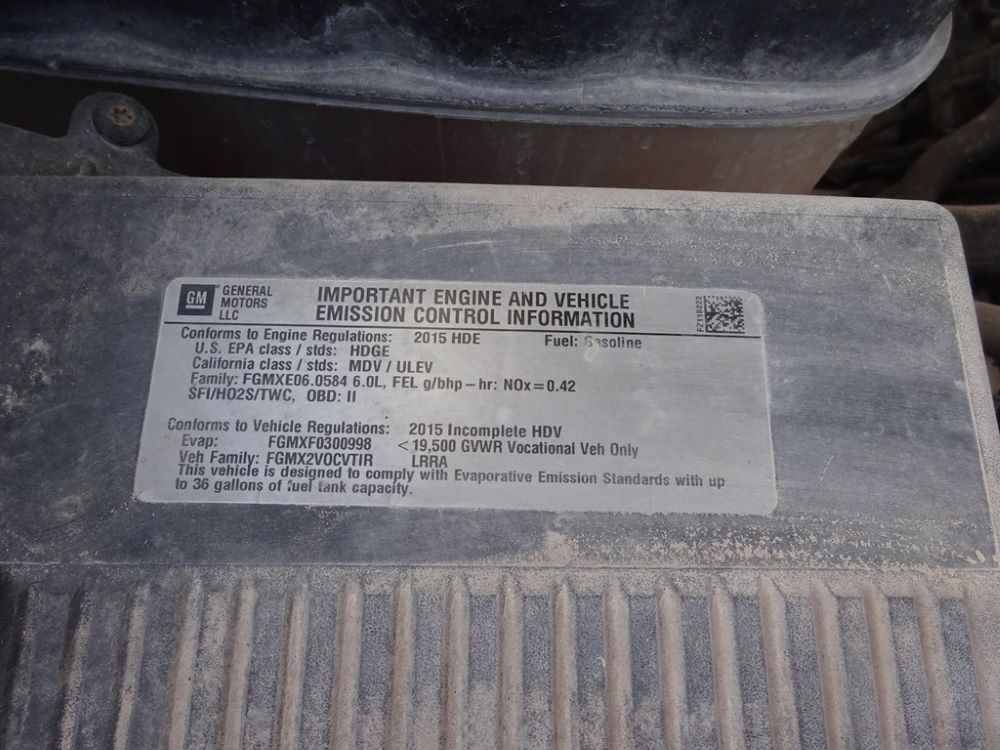 GM GENERAL MOTORS LLC
IMPORTANT ENGINE AND VEHICLE
EMISSION CONTROL INFORMATION
Conforms to Engine Regulations: 2015 HDE Fuel: Gasoline
U.S. EPA class / stds: HDGE
California class / stds: MDV / ULEV
Family: FGMXE06.0584 6.0L, FEL g/bhp – hr: NOx = 0.42
SFI/HO2S/TWC, OBD: II
Conforms to Vehicle Regulations: 2015 Incomplete HDV
Evap: FGMXF0300998 < 19,500 GVWR Vocational Veh Only
Veh Family: FGMX2VOCVTIR LRRA
This vehicle is designed to comply with Evaporative Emission Standards with up
to 36 gallons of fuel tank capacity.